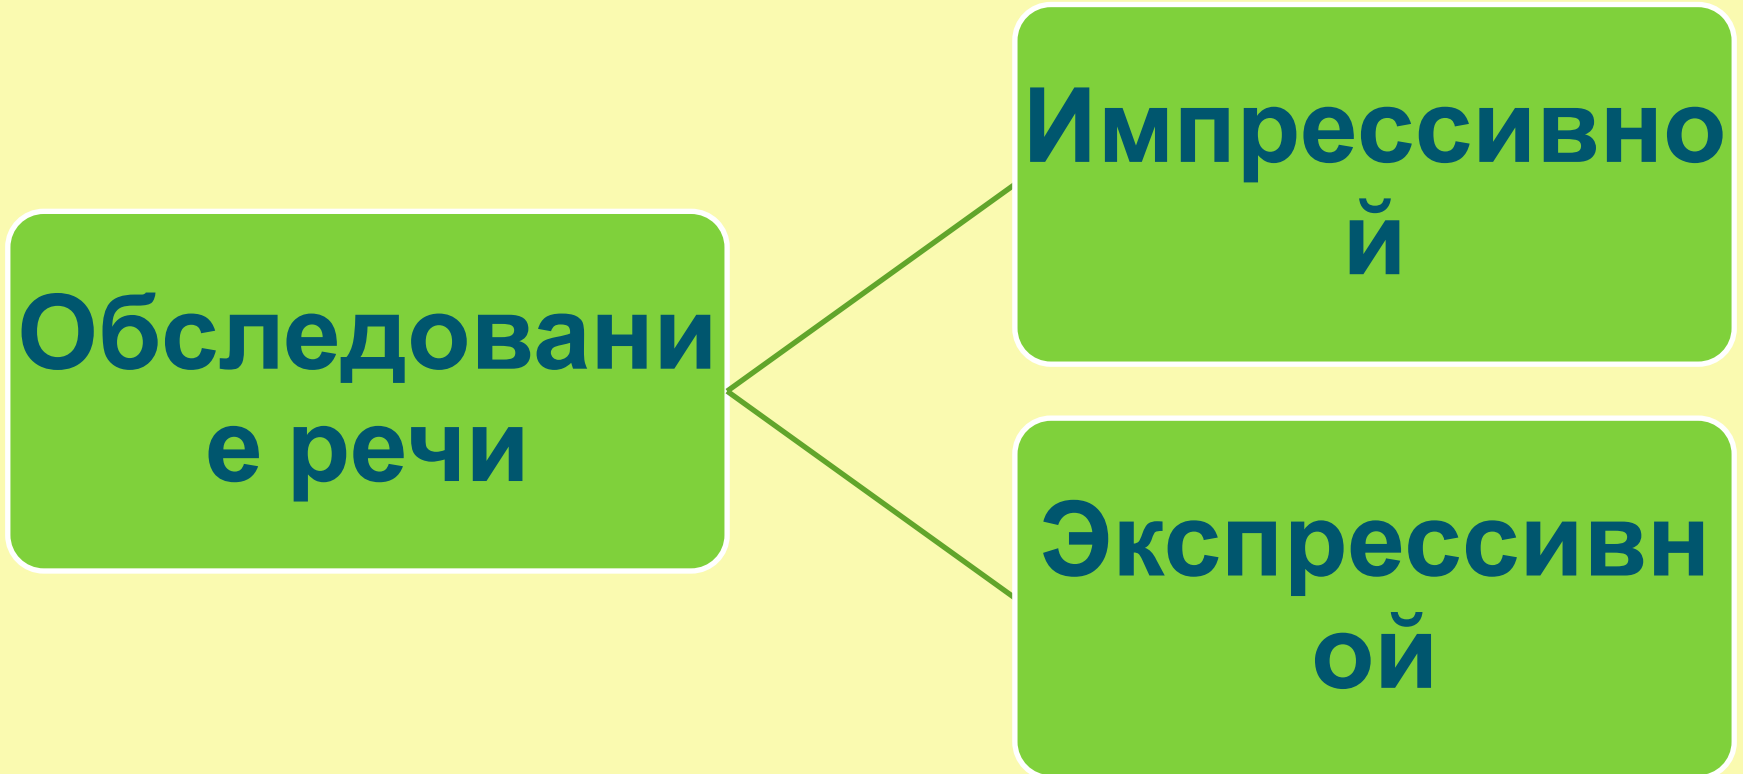 Обследовани
е речи
Импрессивно
й
Экспрессивн
ой